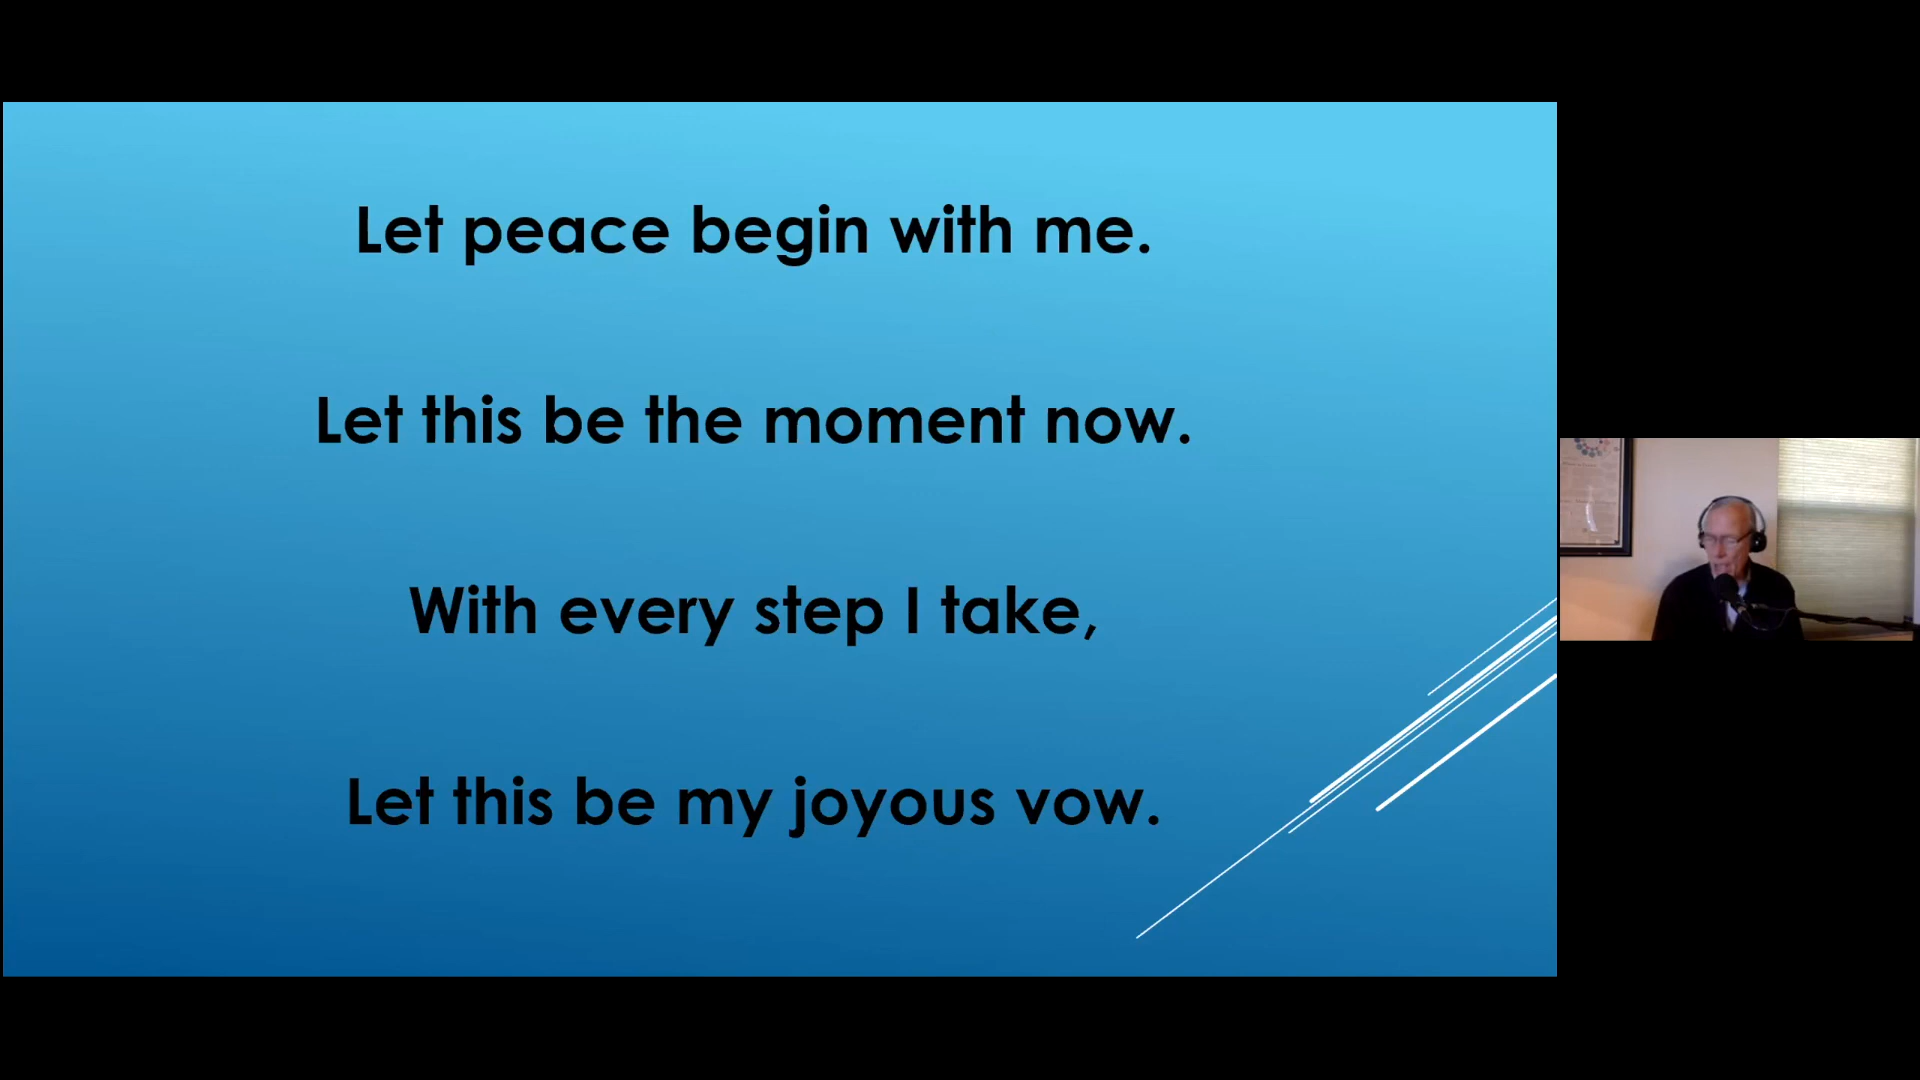 Let peace begin with me.
Let this be the moment now.
With every step I take,
Let this be my joyous vow.